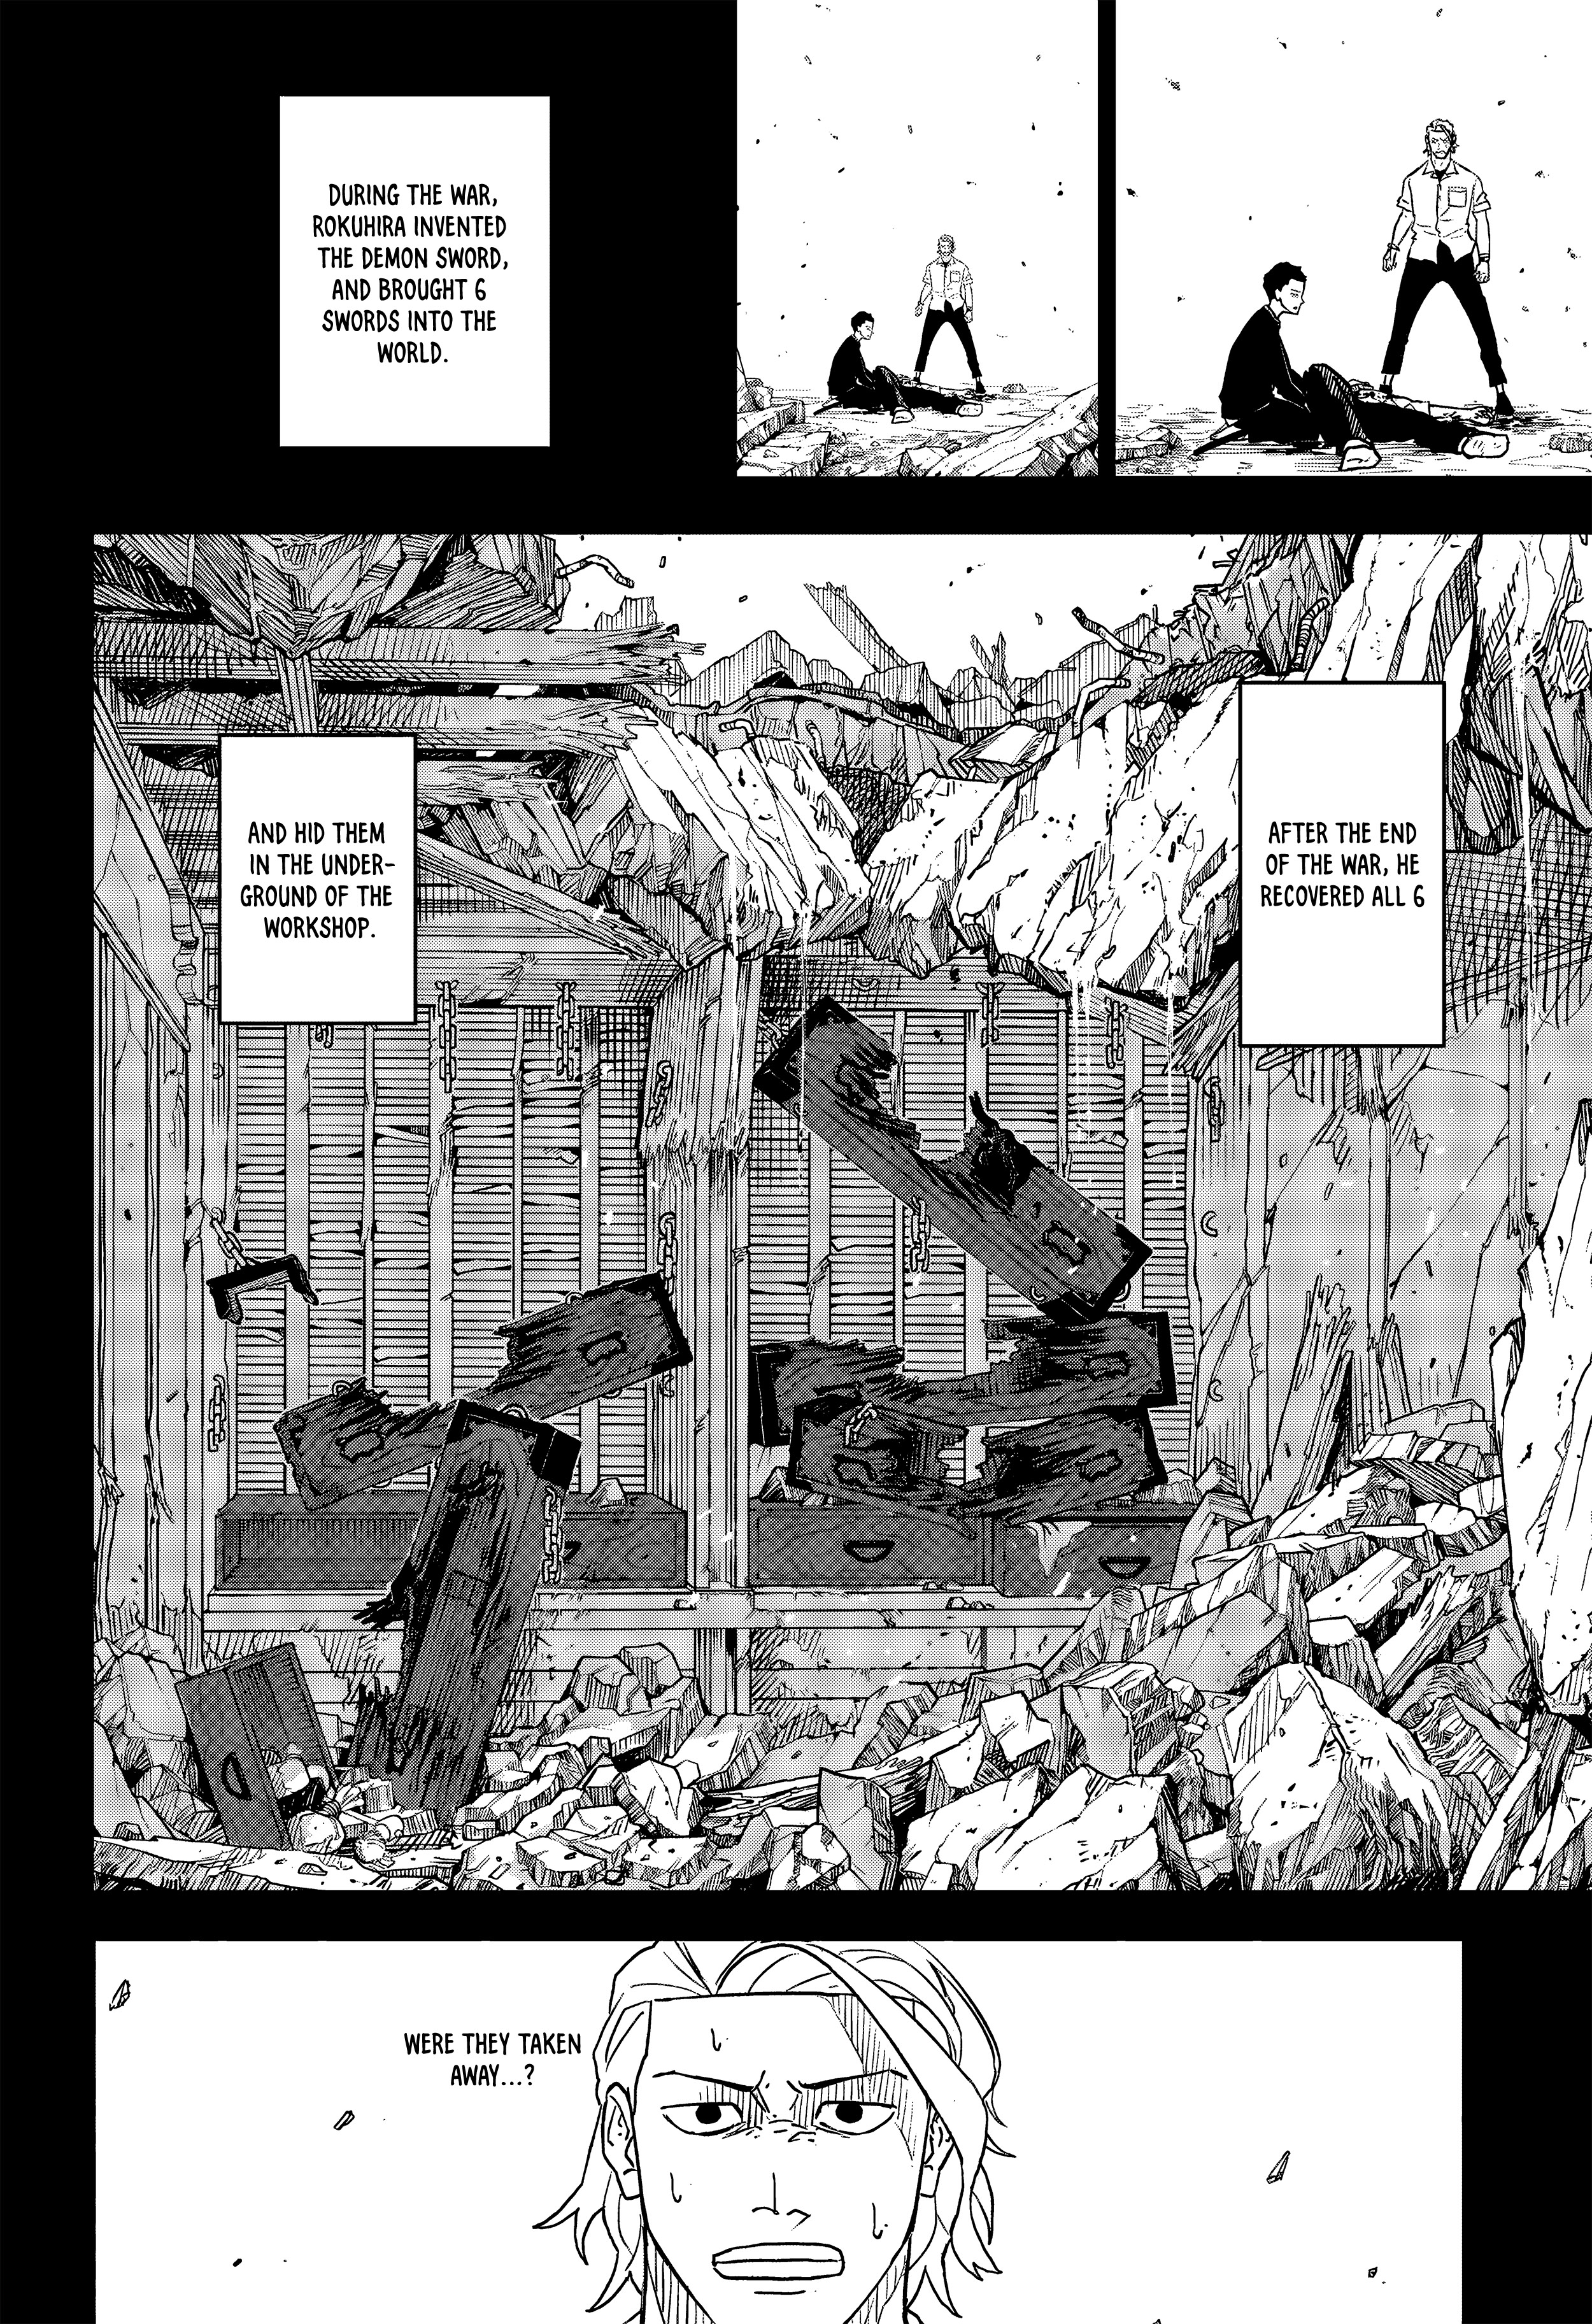 DURING THE WAR,
ROKUHIRA INVENTED
THE DEMON SWORD,
AND BROUGHT 6
SWORDS INTO THE
WORLD.
AFTER THE END
OF THE WAR, HE
RECOVERED ALL 6
AND HID THEM
IN THE UNDER-
GROUND OF THE
WORKSHOP.
WERE THEY TAKEN
AWAY...?